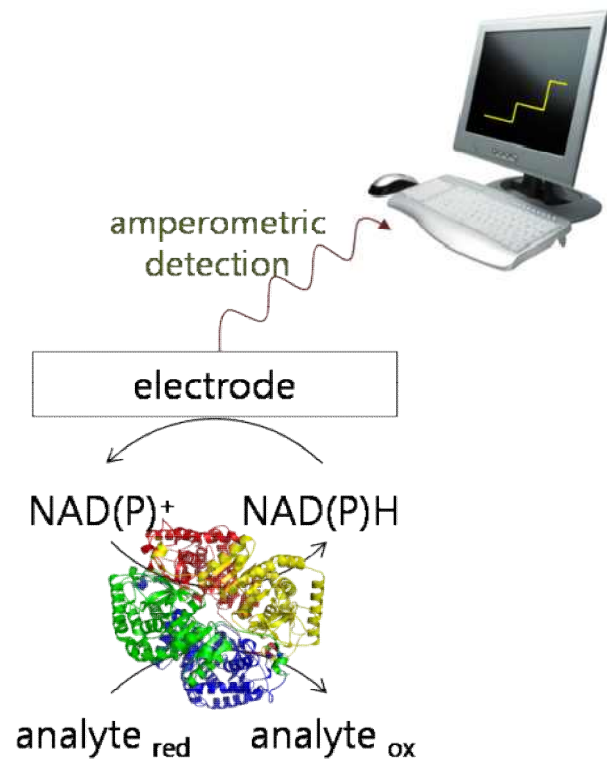 amperometric
detection
electrode
NAD(P)⁺ NAD(P)H
analyte red analyte ox